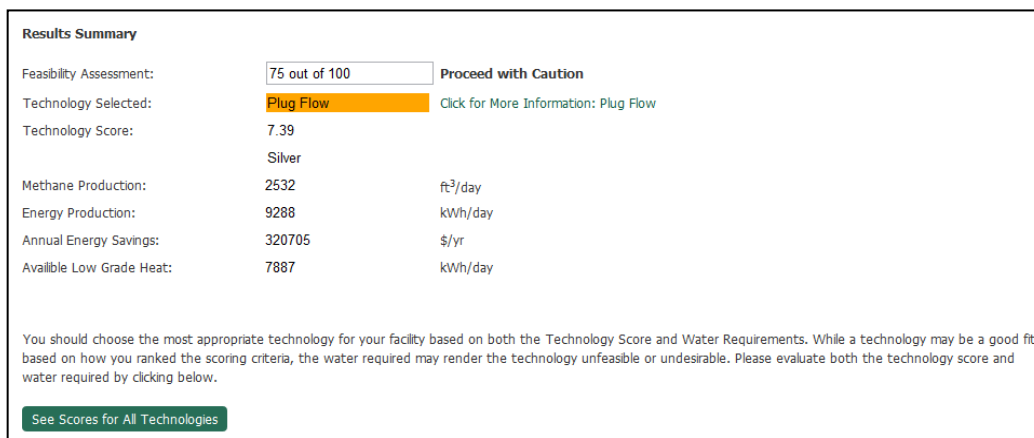 Results Summary
Feasibility Assessment: 75 out of 100 Proceed with Caution
Technology Selected: Plug Flow Click for More Information: Plug Flow
Technology Score: 7.39
Silver
Methane Production: 2532 ft³/day
Energy Production: 9288 kWh/day
Annual Energy Savings: 320705 $/yr
Availible Low Grade Heat: 7887 kWh/day
You should choose the most appropriate technology for your facility based on both the Technology Score and Water Requirements. While a technology may be a good fit
based on how you ranked the scoring criteria, the water required may render the technology unfeasible or undesirable. Please evaluate both the technology score and
water required by clicking below.
See Scores for All Technologies